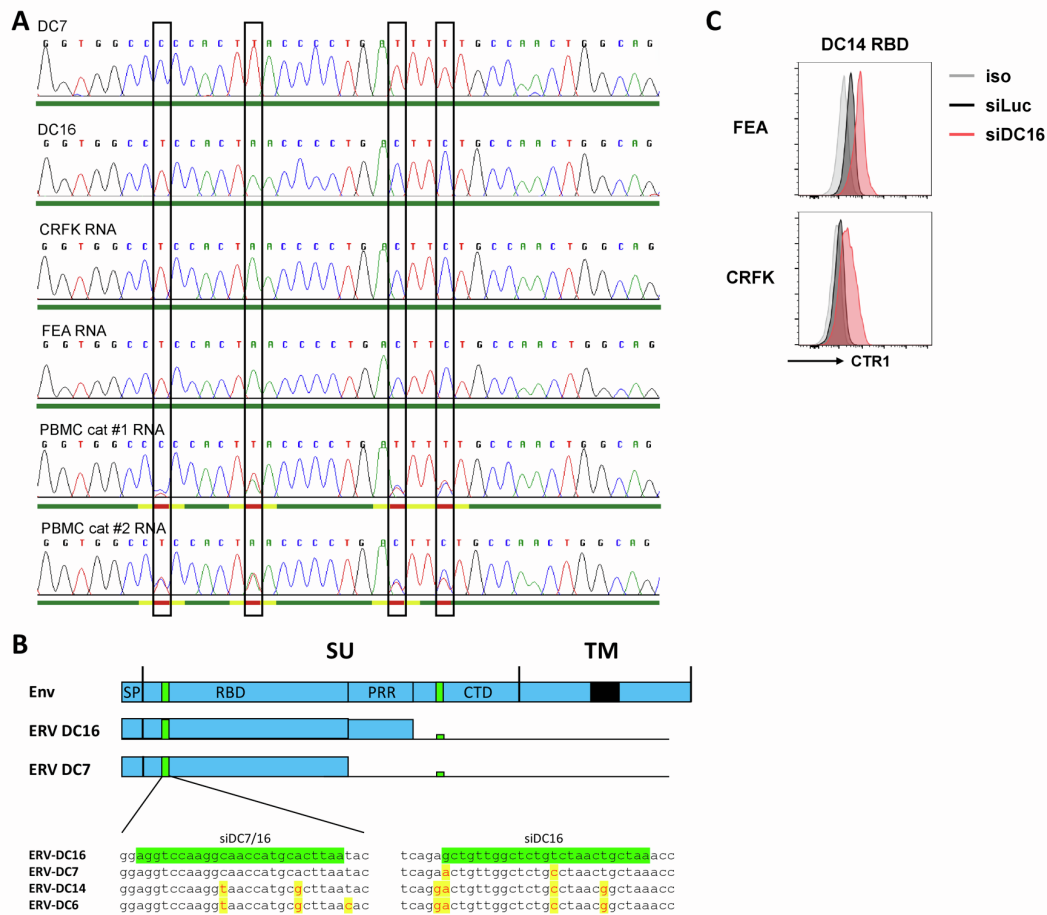 A
DC7
G G T G G C C C C C A C T T A C C C C T G A T T T T T G C C A A C T G G C A G
DC16
G G T G G C C T C C A C T A A C C C C T G A C T T C T G C C A A C T G G C A G
CRFK RNA
G G T G G C C T C C A C T A A C C C C T G A C T T C T G C C A A C T G G C A G
FEA RNA
G G T G G C C T C C A C T A A C C C C T G A C T T C T G C C A A C T G G C A G
PBMC cat #1 RNA
G G T G G C C C C C A C T T A C C C C T G A T T T T T G C C A A C T G G C A G
PBMC cat #2 RNA
G G T G G C C T C C A C T A A C C C C T G A C T T C T G C C A A C T G G C A G
C
DC14 RBD
iso
siLuc
siDC16
FEA
CRFK
CTR1
B
SU TM
Env SP RBD PRR CTD
ERV DC16
ERV DC7
siDC7/16 siDC16
ERV-DC16 ggaggtccaaggcaaccatgcacttaatac tcagagctgttggctctgtctaactgctaaacc
ERV-DC7 ggaggtccaaggcaaccatgcacttaatac tcagaactgttggctctgcctaactgctaaacc
ERV-DC14 ggaggtccaaggtaaccatgcgcttaatac tcaggactgttggctctgcctaacggctaaacc
ERV-DC6 ggaggtccaaggtaaccatgcgcttaacac tcaggactgttggctctgcctaacggctaaacc